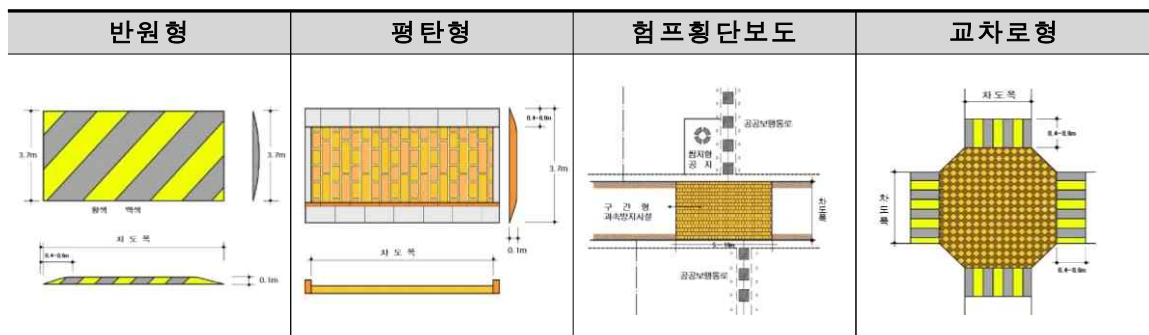 반원형
평탄형
험프횡단보도
교차로형
3.7m
3.7m
황색 백색
차 도 폭
0.4~0.6m
0.1m
0.4~0.6m
3.7m
0.1m
차 도 폭
공공보행통로
쌈지형
공 지
구 간 형
과속방지시설
차도폭
공공보행통로
차 도 폭
0.4~0.6m
차도폭
0.4~0.6m